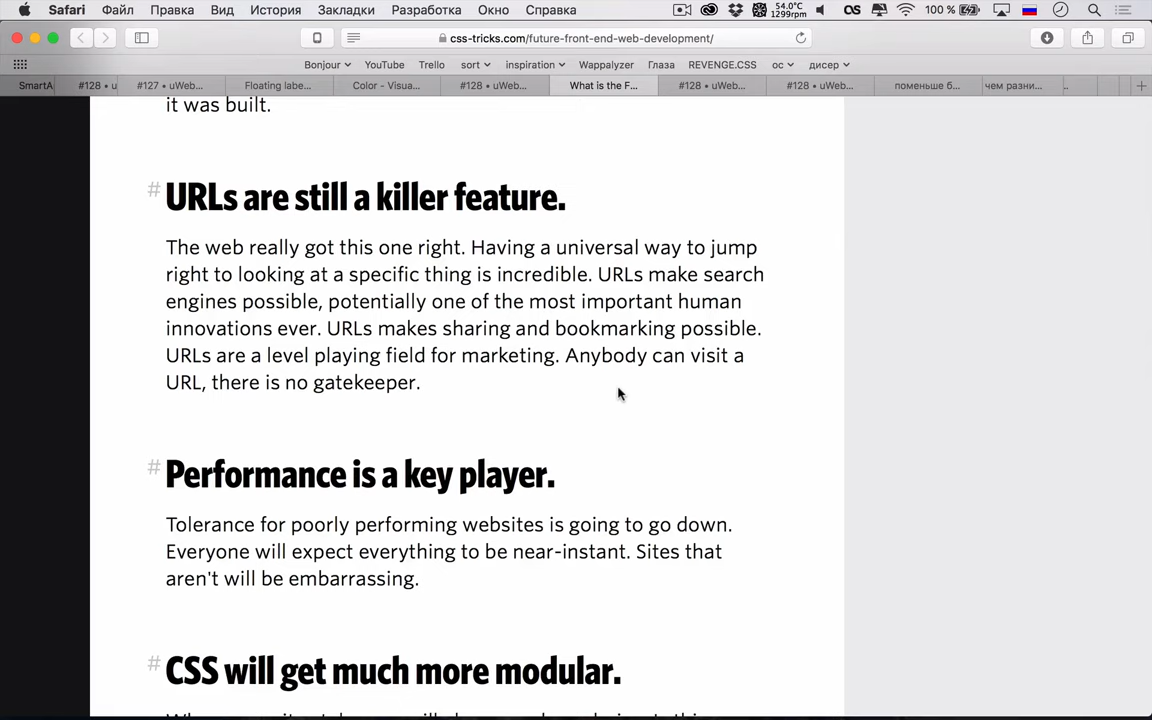 Safari Файл Правка Вид История Закладки Разработка Окно Справка
54.0°C
1299rpm
100 %
css-tricks.com/future-front-end-web-development/
Bonjour YouTube Trello sort inspiration Wappalyzer Глаза REVENGE.CSS ос дисер
SmartA #128 • u #127 • uWeb... Floating labe... Color - Visua... #128 • uWeb... What is the F... #128 • uWeb... #128 • uWeb... поменьше б... чем разни...
it was built.
# URLs are still a killer feature.
The web really got this one right. Having a universal way to jump
right to looking at a specific thing is incredible. URLs make search
engines possible, potentially one of the most important human
innovations ever. URLs makes sharing and bookmarking possible.
URLs are a level playing field for marketing. Anybody can visit a
URL, there is no gatekeeper.
# Performance is a key player.
Tolerance for poorly performing websites is going to go down.
Everyone will expect everything to be near-instant. Sites that
aren't will be embarrassing.
# CSS will get much more modular.